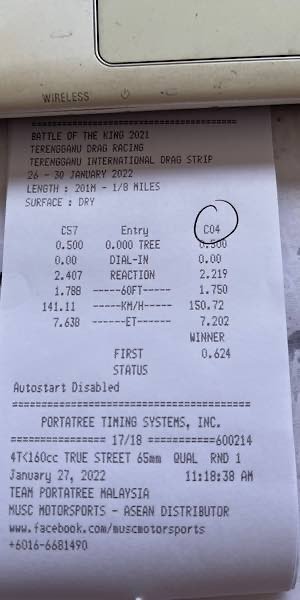 WIRELESS
================================
BATTLE OF THE KING 2021
TERENGGANU DRAG RACING
TERENGGANU INTERNATIONAL DRAG STRIP
26 - 30 JANUARY 2022
LENGTH : 201M - 1/8 MILES
SURFACE : DRY
C57 Entry C04
0.500 0.000 TREE 0.500
0.00 DIAL-IN 0.00
2.407 REACTION 2.219
1.788 -----60FT----- 1.750
141.11 -----KM/H----- 150.72
7.638 ------ET------ 7.202
WINNER
FIRST 0.624
STATUS
Autostart Disabled
========================================
PORTATREE TIMING SYSTEMS, INC.
================ 17/18 ===========600214
4T<160cc TRUE STREET 65mm QUAL RND 1
January 27, 2022 11:18:38 AM
TEAM PORTATREE MALAYSIA
MUSC MOTORSPORTS - ASEAN DISTRIBUTOR
www.facebook.com/muscmotorsports
+6016-6681490